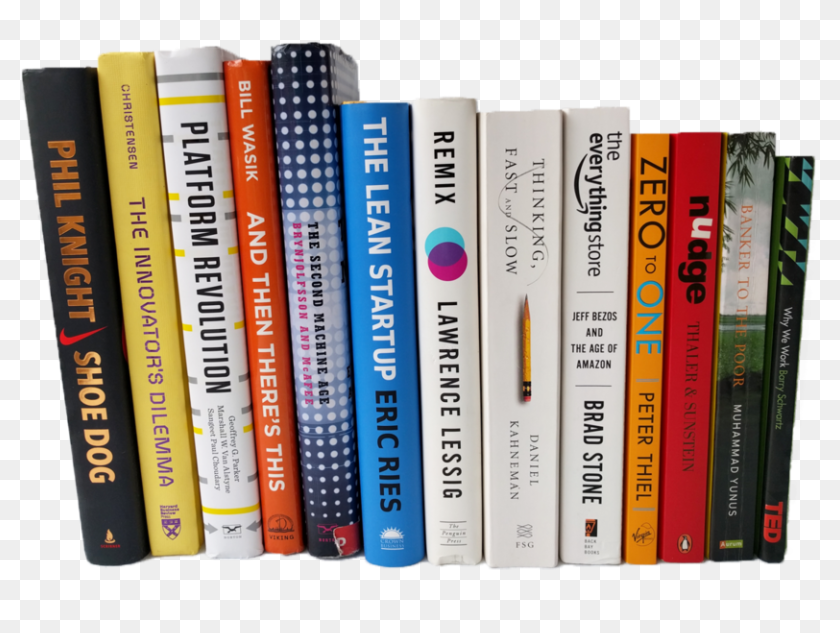 PHIL KNIGHT SHOE DOG
CHRISTENSEN THE INNOVATOR'S DILEMMA
PLATFORM REVOLUTION
Geoffrey G. Parker
Marshall W. Van Alstyne
Sangeet Paul Choudary
BILL WASIK AND THEN THERE'S THIS
VIKING
THE SECOND MACHINE AGE
BRYNJOLFSSON AND McAFEE
THE LEAN STARTUP ERIC RIES
REMIX LAWRENCE LESSIG
The
Penguin
Press
THINKING,
FAST AND SLOW
DANIEL
KAHNEMAN
FSG
the
everything
store
JEFF BEZOS
AND
THE AGE OF
AMAZON
BRAD STONE
BACK
BAY
BOOKS
ZERO TO ONE PETER THIEL
Virgin
nudge THALER & SUNSTEIN
BANKER TO THE POOR MUHAMMAD YUNUS
Why We Work Barry Schwartz
TED